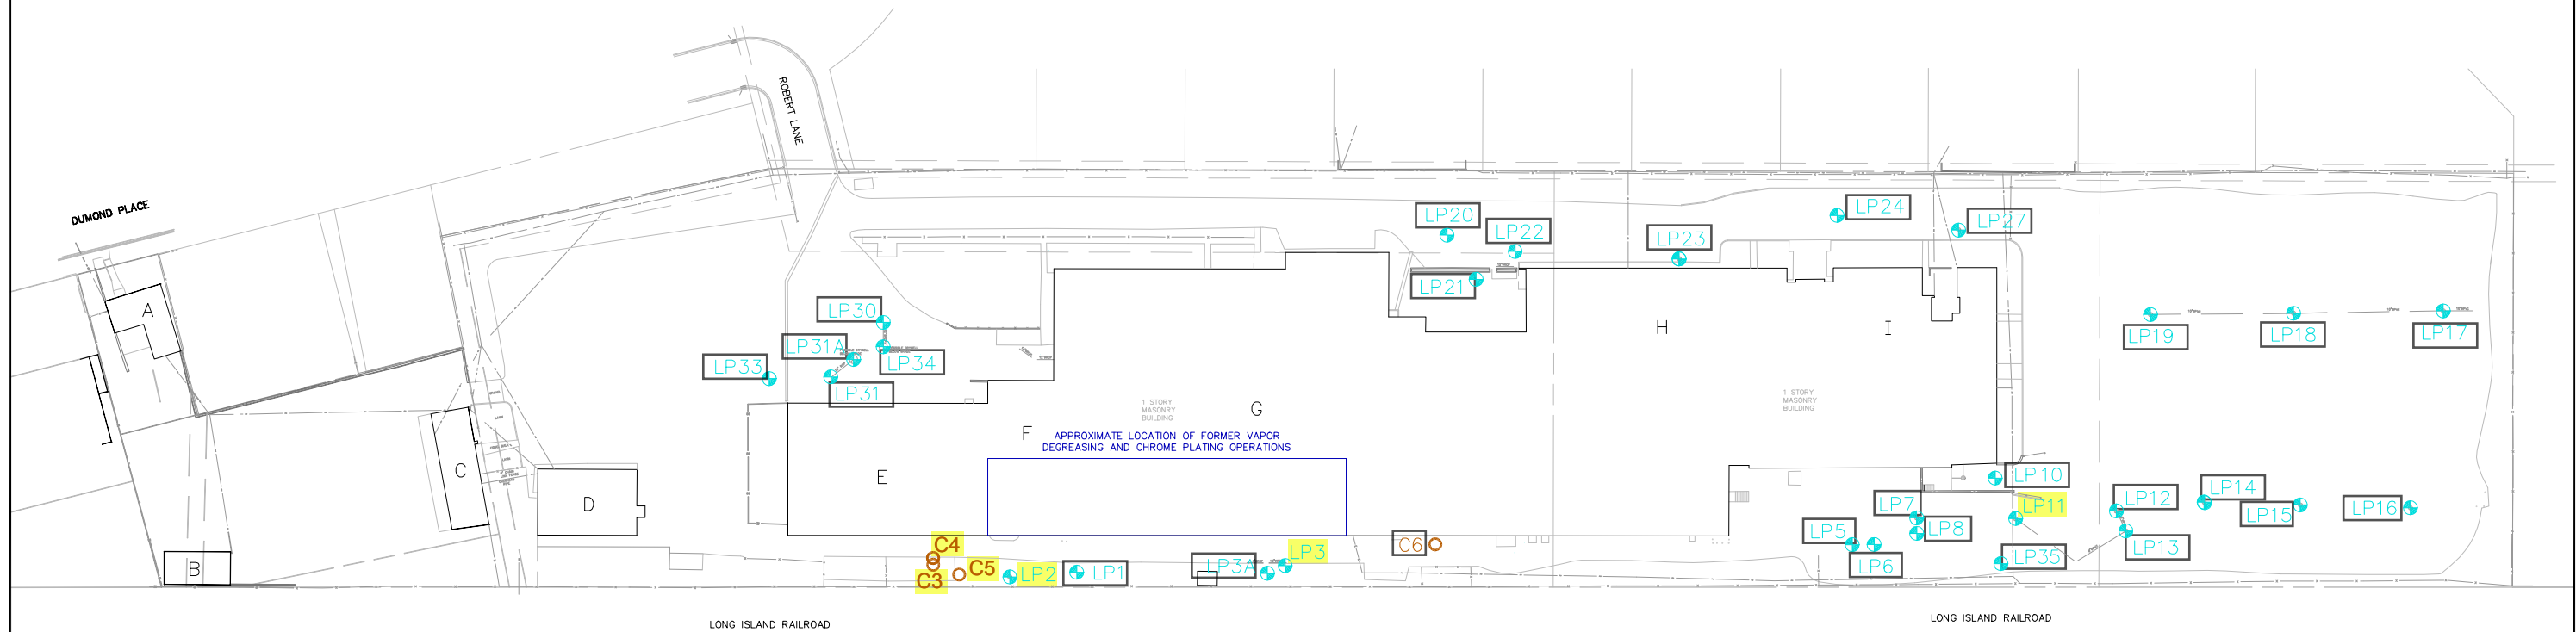 ROBERT LANE
DUMOND PLACE
LP24
LP20
LP27
LP22
LP23
LP21
A
LP30
H
I
LP19
LP18
LP17
LP31A
LP34
LP33
LP31
1 STORY
MASONRY
BUILDING
1 STORY
MASONRY
BUILDING
G
F
APPROXIMATE LOCATION OF FORMER VAPOR
DEGREASING AND CHROME PLATING OPERATIONS
C
E
D
LP10
LP11
LP12
LP14
LP15
LP16
LP7
LP8
LP5
LP6
LP13
LP35
C4
C3
C5
LP2
LP1
LP3A
LP3
C6
B
LONG ISLAND RAILROAD
LONG ISLAND RAILROAD